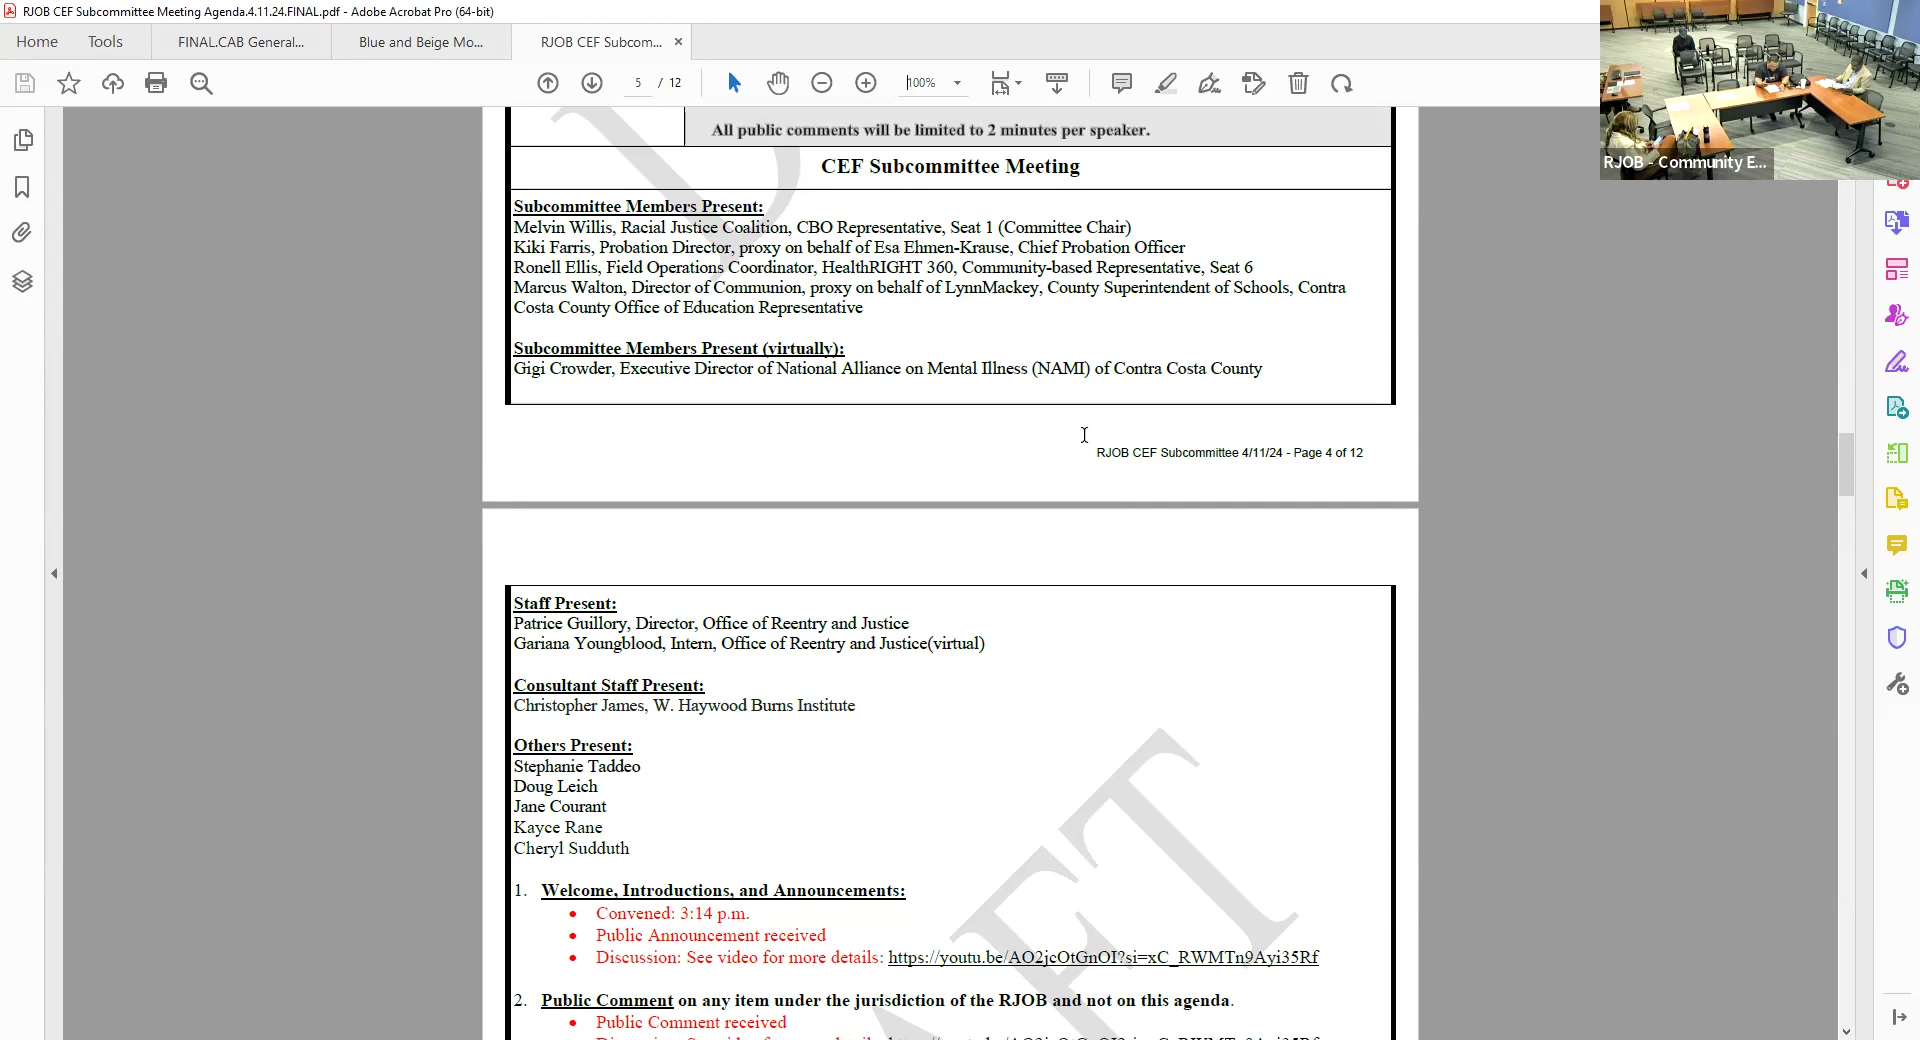 RJOB CEF Subcommittee Meeting Agenda.4.11.24.FINAL.pdf - Adobe Acrobat Pro (64-bit)
Home Tools FINAL.CAB General... Blue and Beige Mo... RJOB CEF Subcom... ×
5 / 12 100%
RJOB - Community E...
All public comments will be limited to 2 minutes per speaker.
CEF Subcommittee Meeting
Subcommittee Members Present:
Melvin Willis, Racial Justice Coalition, CBO Representative, Seat 1 (Committee Chair)
Kiki Farris, Probation Director, proxy on behalf of Esa Ehmen-Krause, Chief Probation Officer
Ronell Ellis, Field Operations Coordinator, HealthRIGHT 360, Community-based Representative, Seat 6
Marcus Walton, Director of Communion, proxy on behalf of LynnMackey, County Superintendent of Schools, Contra
Costa County Office of Education Representative
Subcommittee Members Present (virtually):
Gigi Crowder, Executive Director of National Alliance on Mental Illness (NAMI) of Contra Costa County
RJOB CEF Subcommittee 4/11/24 - Page 4 of 12
Staff Present:
Patrice Guillory, Director, Office of Reentry and Justice
Gariana Youngblood, Intern, Office of Reentry and Justice(virtual)
Consultant Staff Present:
Christopher James, W. Haywood Burns Institute
Others Present:
Stephanie Taddeo
Doug Leich
Jane Courant
Kayce Rane
Cheryl Sudduth
1. Welcome, Introductions, and Announcements:
• Convened: 3:14 p.m.
• Public Announcement received
• Discussion: See video for more details: https://youtu.be/AO2jcOtGnOI?si=xC_RWMTn9Ayi35Rf
2. Public Comment on any item under the jurisdiction of the RJOB and not on this agenda.
• Public Comment received